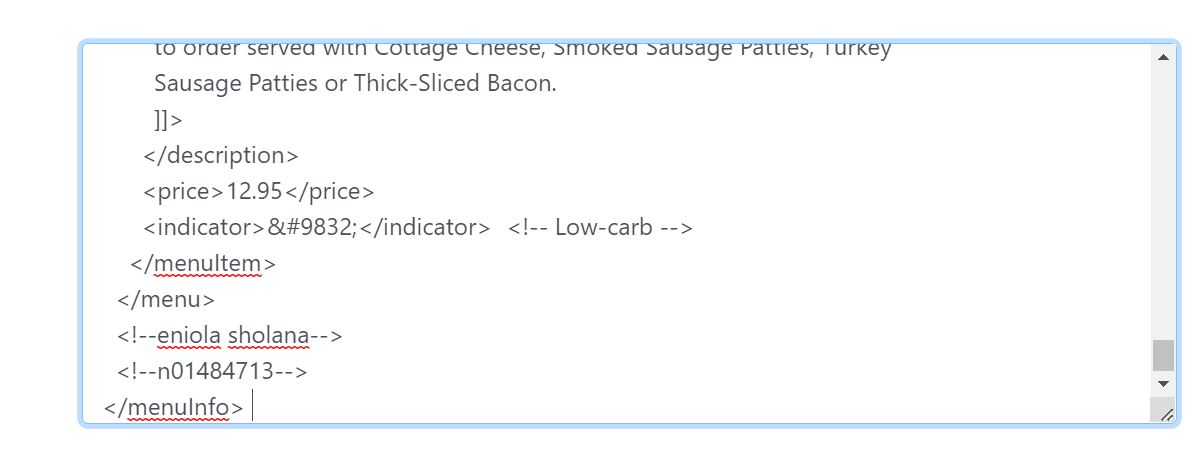 to order served with Cottage Cheese, Smoked Sausage Patties, Turkey
Sausage Patties or Thick-Sliced Bacon.
]]>
</description>
<price>12.95</price>
<indicator>&#9832;</indicator>   <!-- Low-carb -->
</menuItem>
</menu>
<!--eniola sholana-->
<!--n01484713-->
</menuInfo>